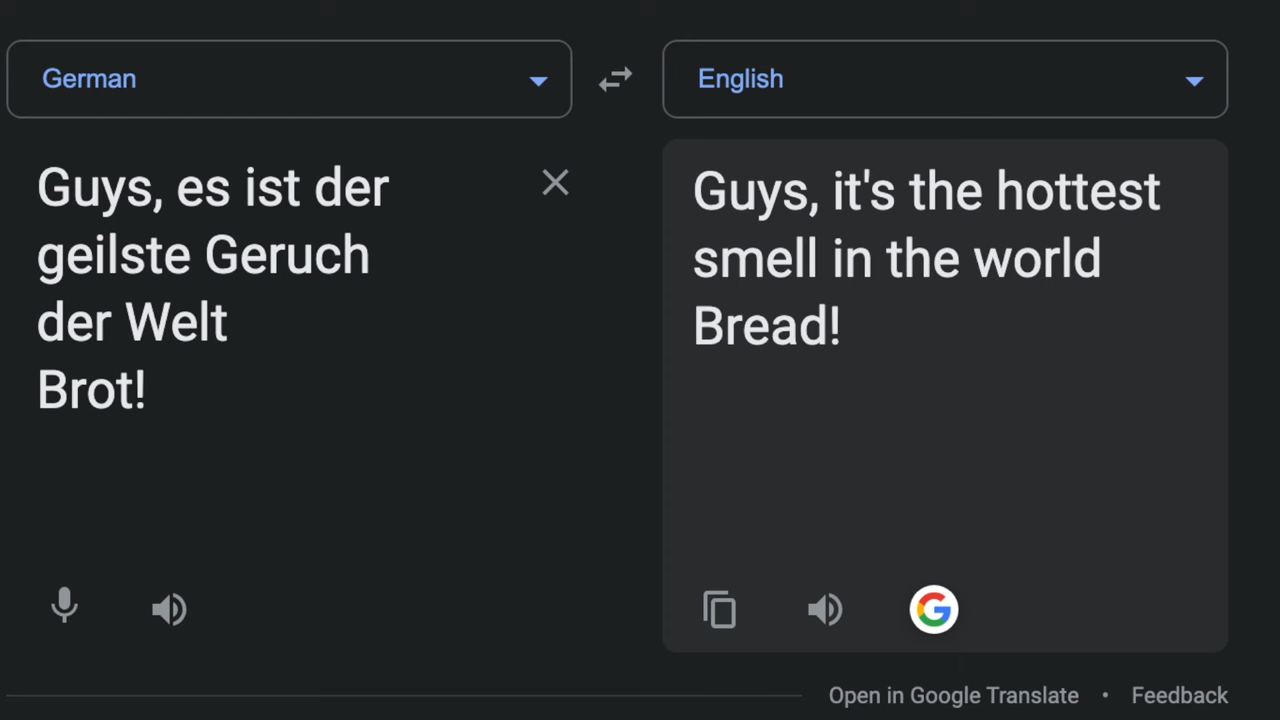 German
English
Guys, es ist der
geilste Geruch
der Welt
Brot!
Guys, it's the hottest
smell in the world
Bread!
Open in Google Translate • Feedback